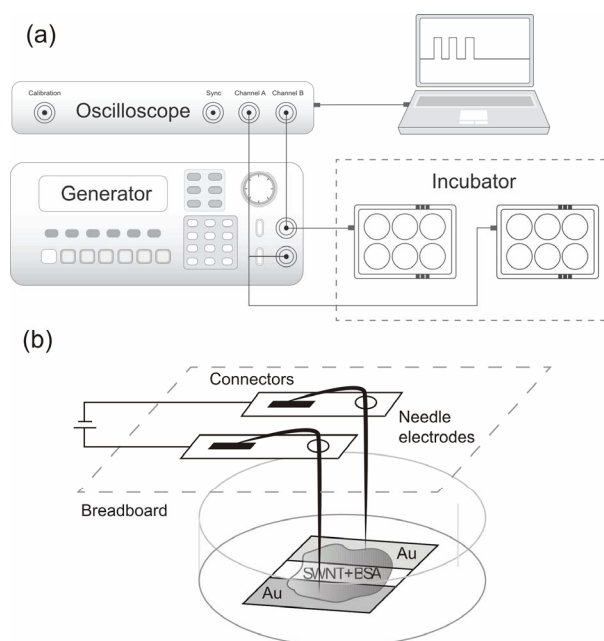 (a)
Calibration
Oscilloscope
Sync
Channel A
Channel B
Generator
Incubator
(b)
Connectors
Needle
electrodes
Breadboard
Au
SWNT+BSA
Au